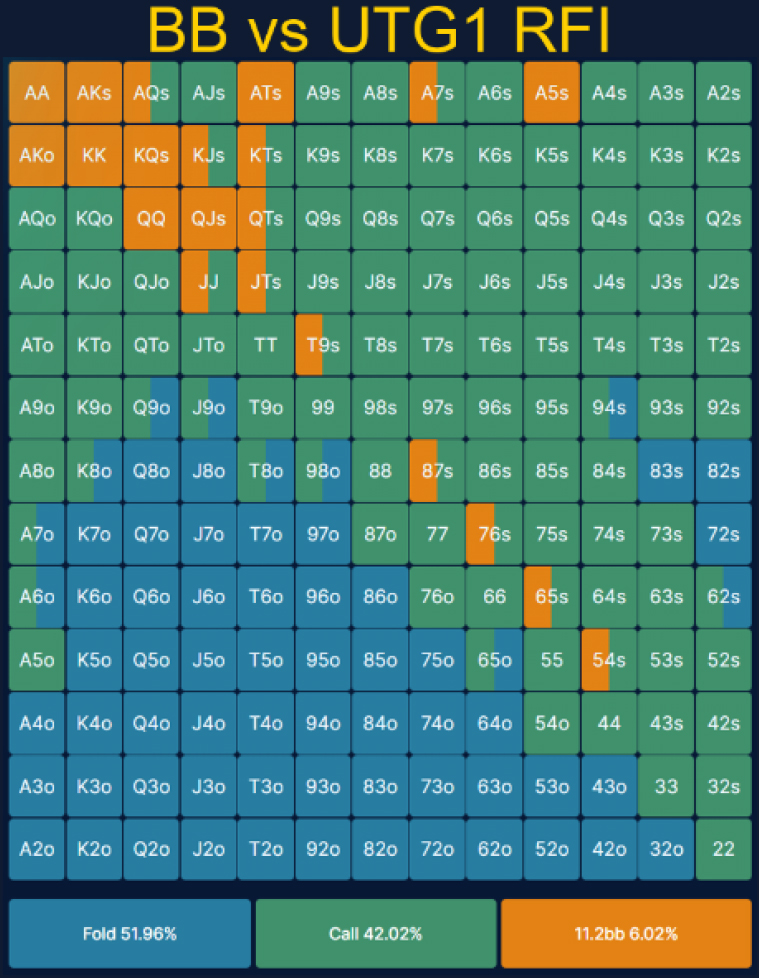 BB vs UTG1 RFI
AA AKs AQs AJs ATs A9s A8s A7s A6s A5s A4s A3s A2s
AKo KK KQs KJs KTs K9s K8s K7s K6s K5s K4s K3s K2s
AQo KQo QQ QJs QTs Q9s Q8s Q7s Q6s Q5s Q4s Q3s Q2s
AJo KJo QJo JJ JTs J9s J8s J7s J6s J5s J4s J3s J2s
ATo KTo QTo JTo TT T9s T8s T7s T6s T5s T4s T3s T2s
A9o K9o Q9o J9o T9o 99 98s 97s 96s 95s 94s 93s 92s
A8o K8o Q8o J8o T8o 98o 88 87s 86s 85s 84s 83s 82s
A7o K7o Q7o J7o T7o 97o 87o 77 76s 75s 74s 73s 72s
A6o K6o Q6o J6o T6o 96o 86o 76o 66 65s 64s 63s 62s
A5o K5o Q5o J5o T5o 95o 85o 75o 65o 55 54s 53s 52s
A4o K4o Q4o J4o T4o 94o 84o 74o 64o 54o 44 43s 42s
A3o K3o Q3o J3o T3o 93o 83o 73o 63o 53o 43o 33 32s
A2o K2o Q2o J2o T2o 92o 82o 72o 62o 52o 42o 32o 22
Fold 51.96% Call 42.02% 11.2bb 6.02%